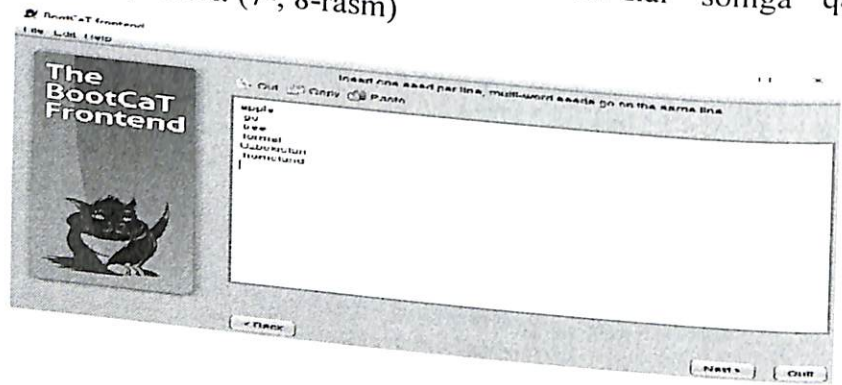 (7-, 8-rasm)
BootCaT frontend
File Edit Help
The
BootCaT
Frontend
Insert one seed per line, multi-word seeds go on the same line
Cut Copy Paste
apple
go
tree
formal
Uzbekistan
homeland
< Back
Next >
Quit